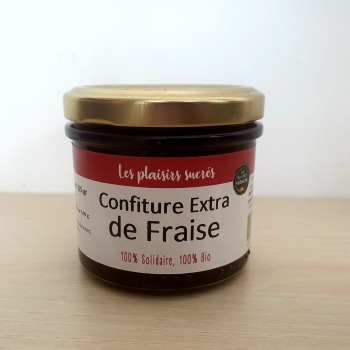 Les plaisirs sucrés
Confiture Extra
de Fraise
100% Solidaire, 100% Bio